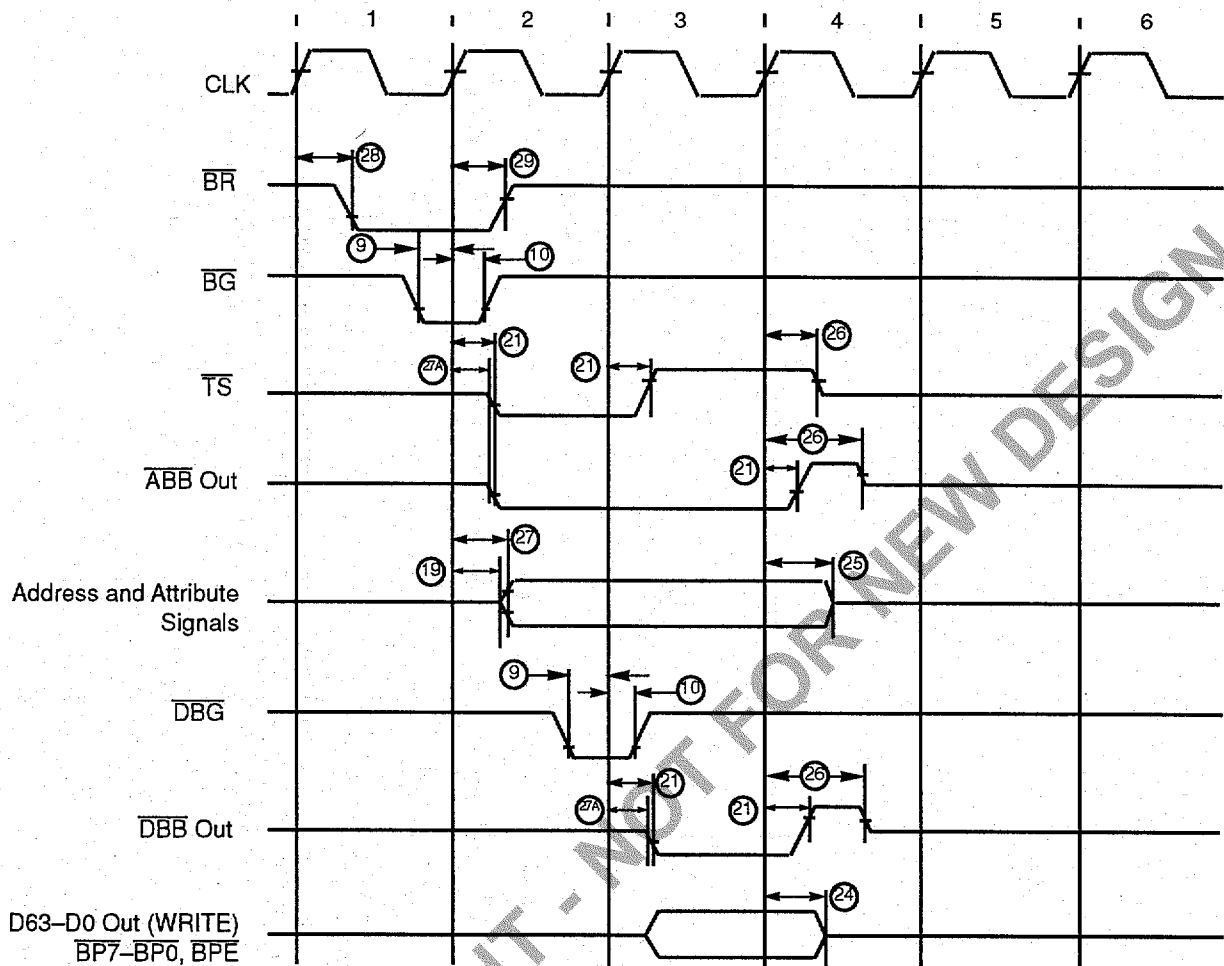 1 2 3 4 5 6
CLK
28 29
BR
9 10
BG
21 26
27A 21
TS
26
21
ABB Out
27
19 25
Address and Attribute
Signals
9 10
DBG
21 26
27A 21
DBB Out
24
D63–D0 Out (WRITE)
BP7–BP0, BPE
NT - NOT FOR NEW DESIGN